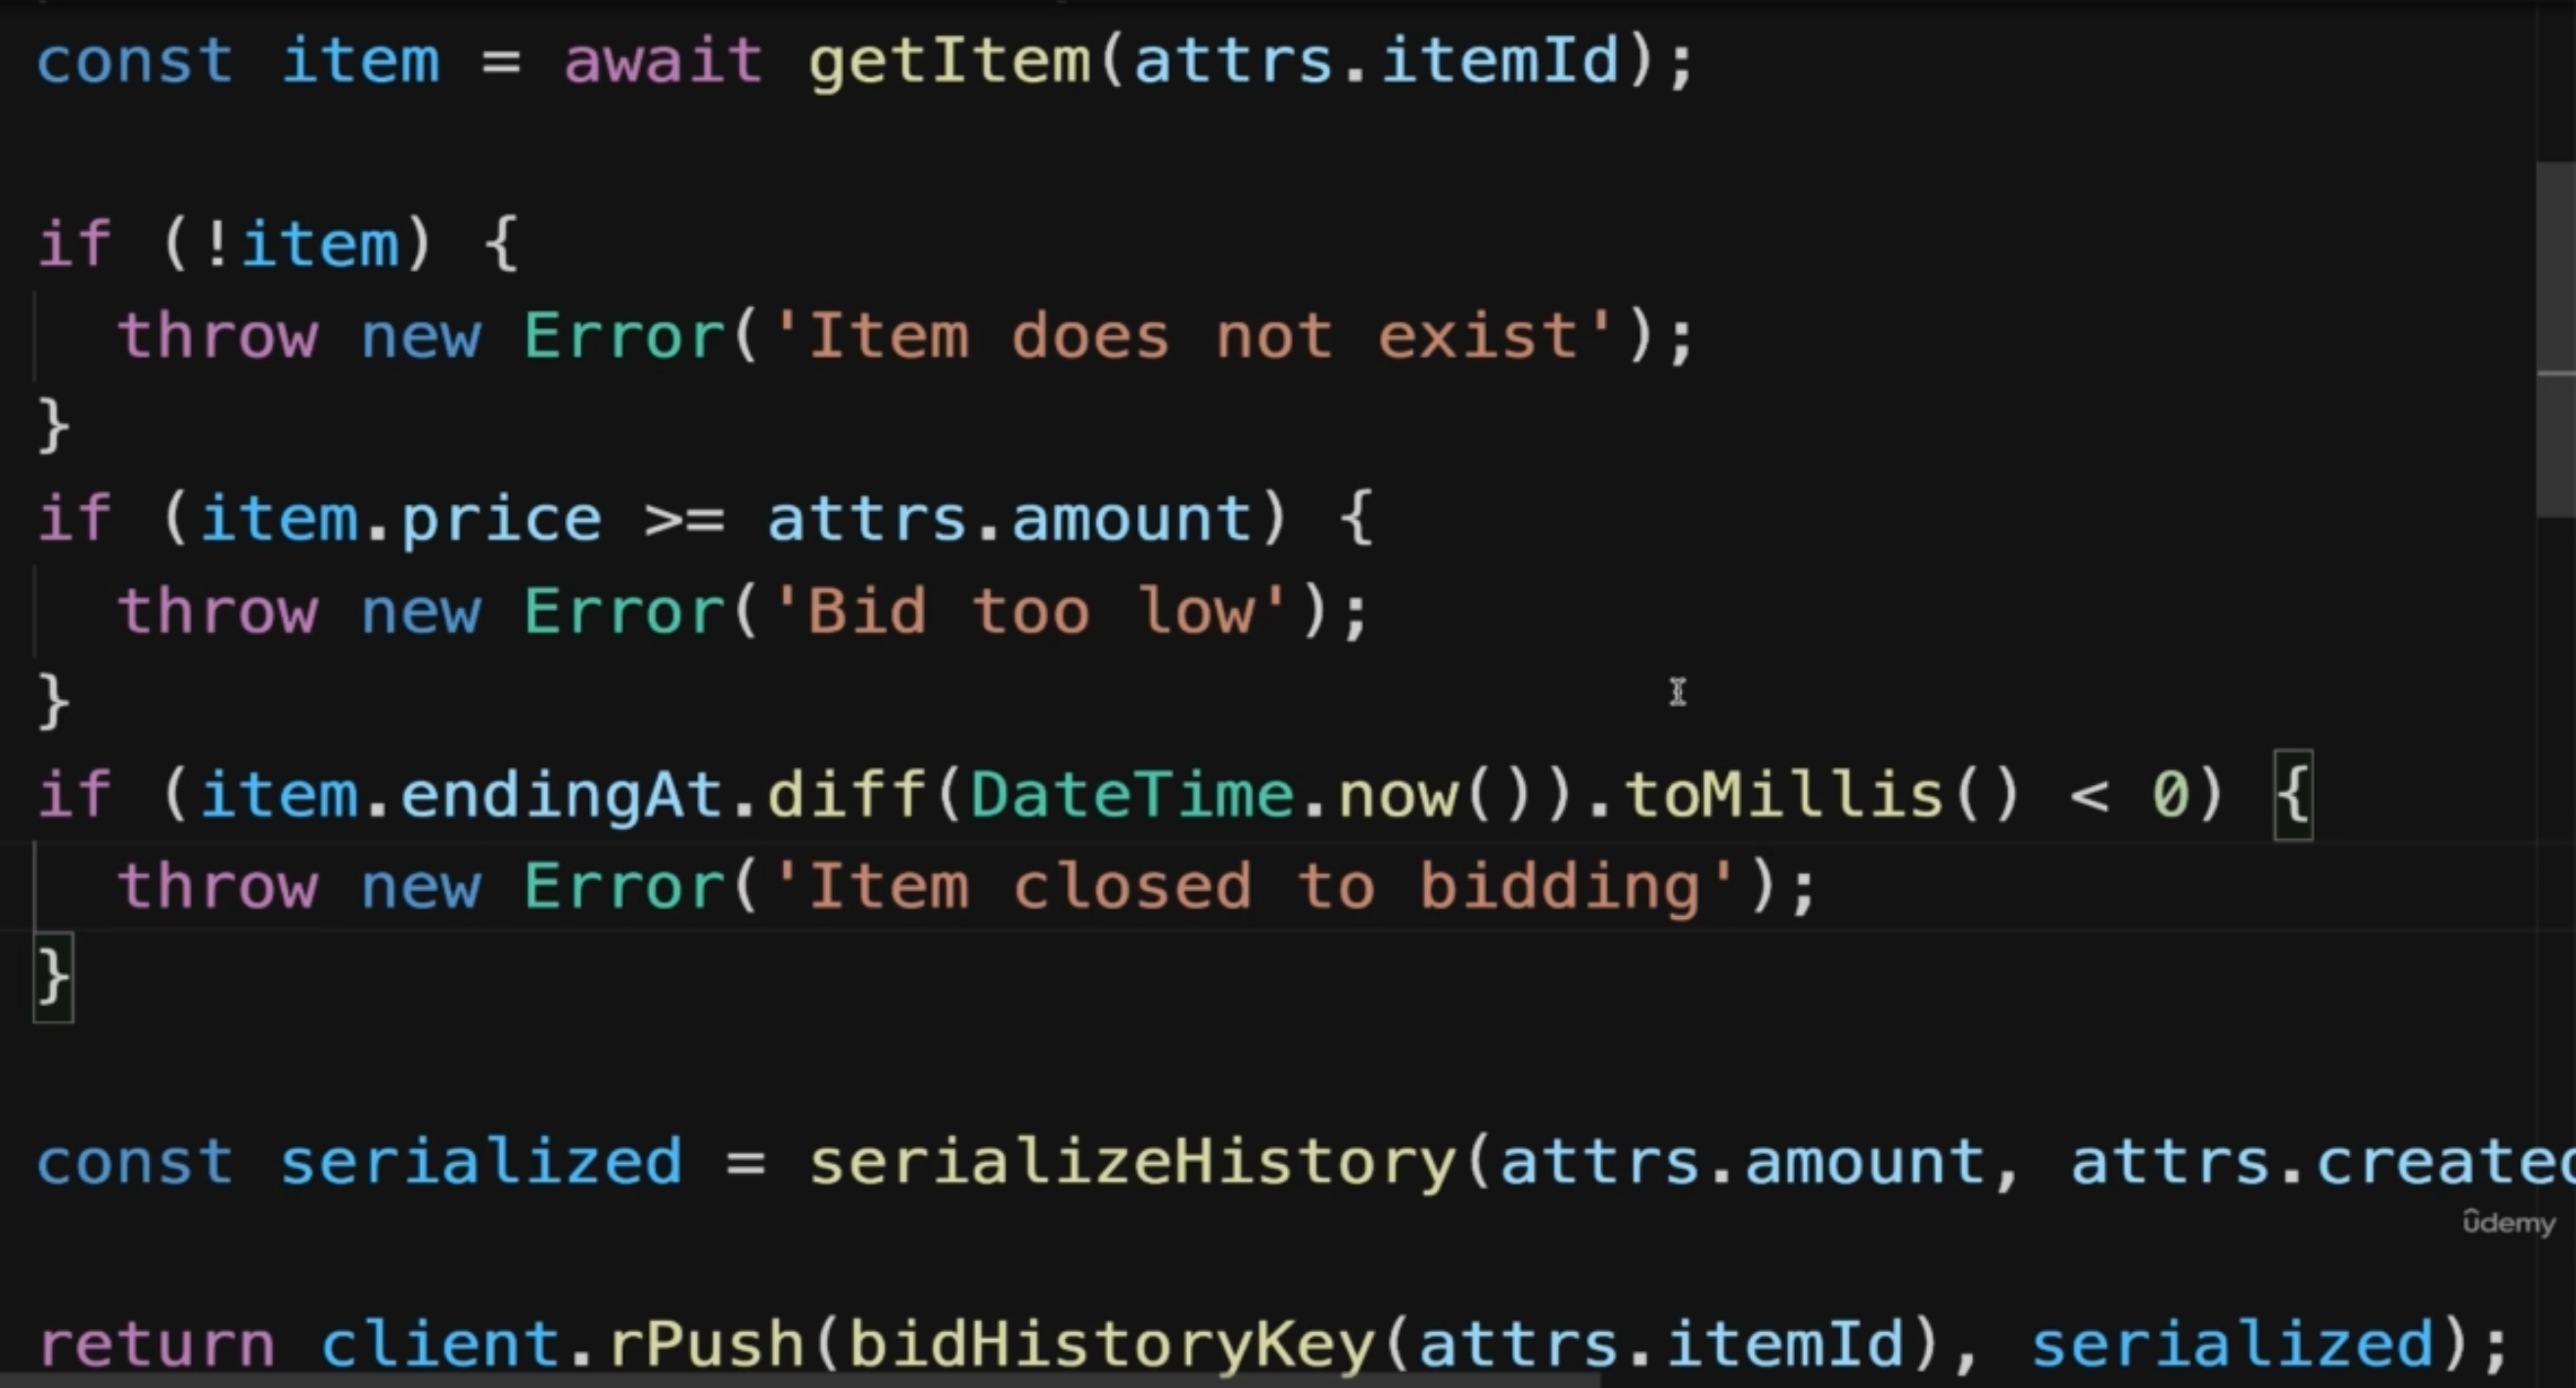 const item = await getItem(attrs.itemId);
if (!item) {
throw new Error('Item does not exist');
}
if (item.price >= attrs.amount) {
throw new Error('Bid too low');
}
if (item.endingAt.diff(DateTime.now()).toMillis() < 0) {
throw new Error('Item closed to bidding');
}
const serialized = serializeHistory(attrs.amount, attrs.created
ûdemy
return client.rPush(bidHistoryKey(attrs.itemId), serialized);